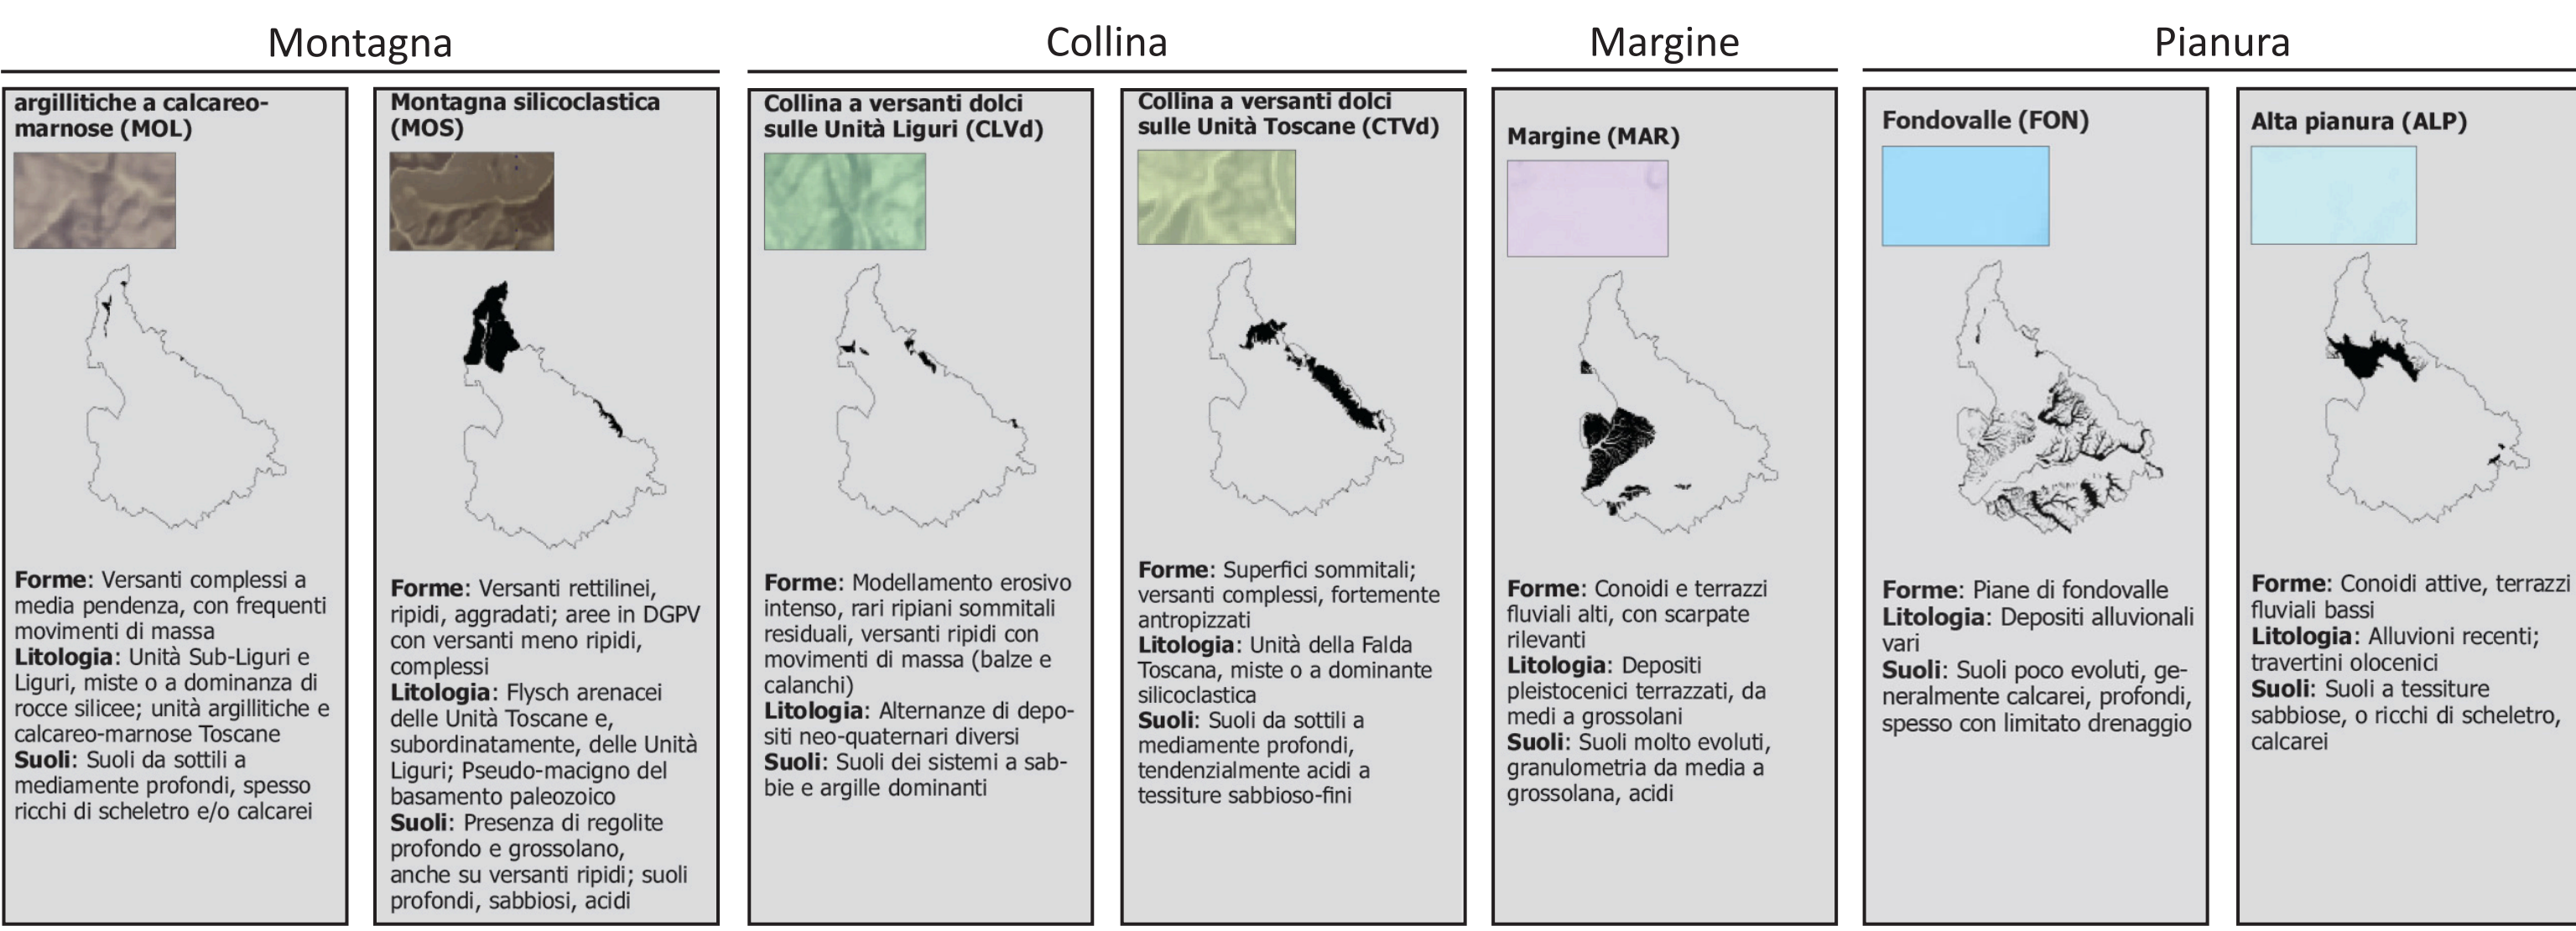 Montagna
Collina
Margine
Pianura
argillitiche a calcareo-
marnose (MOL)
Forme: Versanti complessi a
media pendenza, con frequenti
movimenti di massa
Litologia: Unità Sub-Liguri e
Liguri, miste o a dominanza di
rocce silicee; unità argillitiche e
calcareo-marnose Toscane
Suoli: Suoli da sottili a
mediamente profondi, spesso
ricchi di scheletro e/o calcarei
Montagna silicoclastica
(MOS)
Forme: Versanti rettilinei,
ripidi, aggradati; aree in DGPV
con versanti meno ripidi,
complessi
Litologia: Flysch arenacei
delle Unità Toscane e,
subordinatamente, delle Unità
Liguri; Pseudo-macigno del
basamento paleozoico
Suoli: Presenza di regolite
profondo e grossolano,
anche su versanti ripidi; suoli
profondi, sabbiosi, acidi
Collina a versanti dolci
sulle Unità Liguri (CLVd)
Forme: Modellamento erosivo
intenso, rari ripiani sommitali
residuali, versanti ripidi con
movimenti di massa (balze e
calanchi)
Litologia: Alternanze di depo-
siti neo-quaternari diversi
Suoli: Suoli dei sistemi a sab-
bie e argille dominanti
Collina a versanti dolci
sulle Unità Toscane (CTVd)
Forme: Superfici sommitali;
versanti complessi, fortemente
antropizzati
Litologia: Unità della Falda
Toscana, miste o a dominante
silicoclastica
Suoli: Suoli da sottili a
mediamente profondi,
tendenzialmente acidi a
tessiture sabbioso-fini
Margine (MAR)
Forme: Conoidi e terrazzi
fluviali alti, con scarpate
rilevanti
Litologia: Depositi
pleistocenici terrazzati, da
medi a grossolani
Suoli: Suoli molto evoluti,
granulometria da media a
grossolana, acidi
Fondovalle (FON)
Forme: Piane di fondovalle
Litologia: Depositi alluvionali
vari
Suoli: Suoli poco evoluti, ge-
neralmente calcarei, profondi,
spesso con limitato drenaggio
Alta pianura (ALP)
Forme: Conoidi attive, terrazzi
fluviali bassi
Litologia: Alluvioni recenti;
travertini olocenici
Suoli: Suoli a tessiture
sabbiose, o ricchi di scheletro,
calcarei